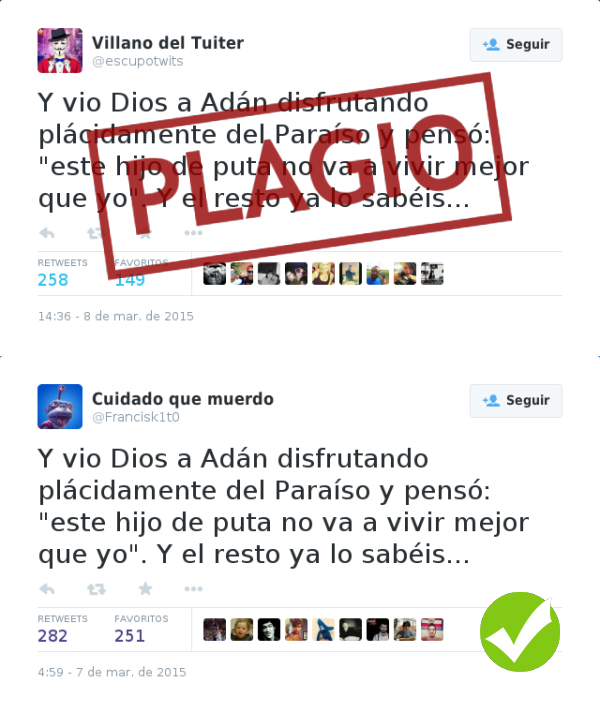 Villano del Tuiter
@escupotwits
Seguir
Y vio Dios a Adán disfrutando
plácidamente del Paraíso y pensó:
"este hijo de puta no va a vivir mejor
que yo". Y el resto ya lo sabéis...
PLAGIO
RETWEETS FAVORITOS
258 149
14:36 - 8 de mar. de 2015
Cuidado que muerdo
@Francisk1t0
Seguir
Y vio Dios a Adán disfrutando
plácidamente del Paraíso y pensó:
"este hijo de puta no va a vivir mejor
que yo". Y el resto ya lo sabéis...
RETWEETS FAVORITOS
282 251
4:59 - 7 de mar. de 2015